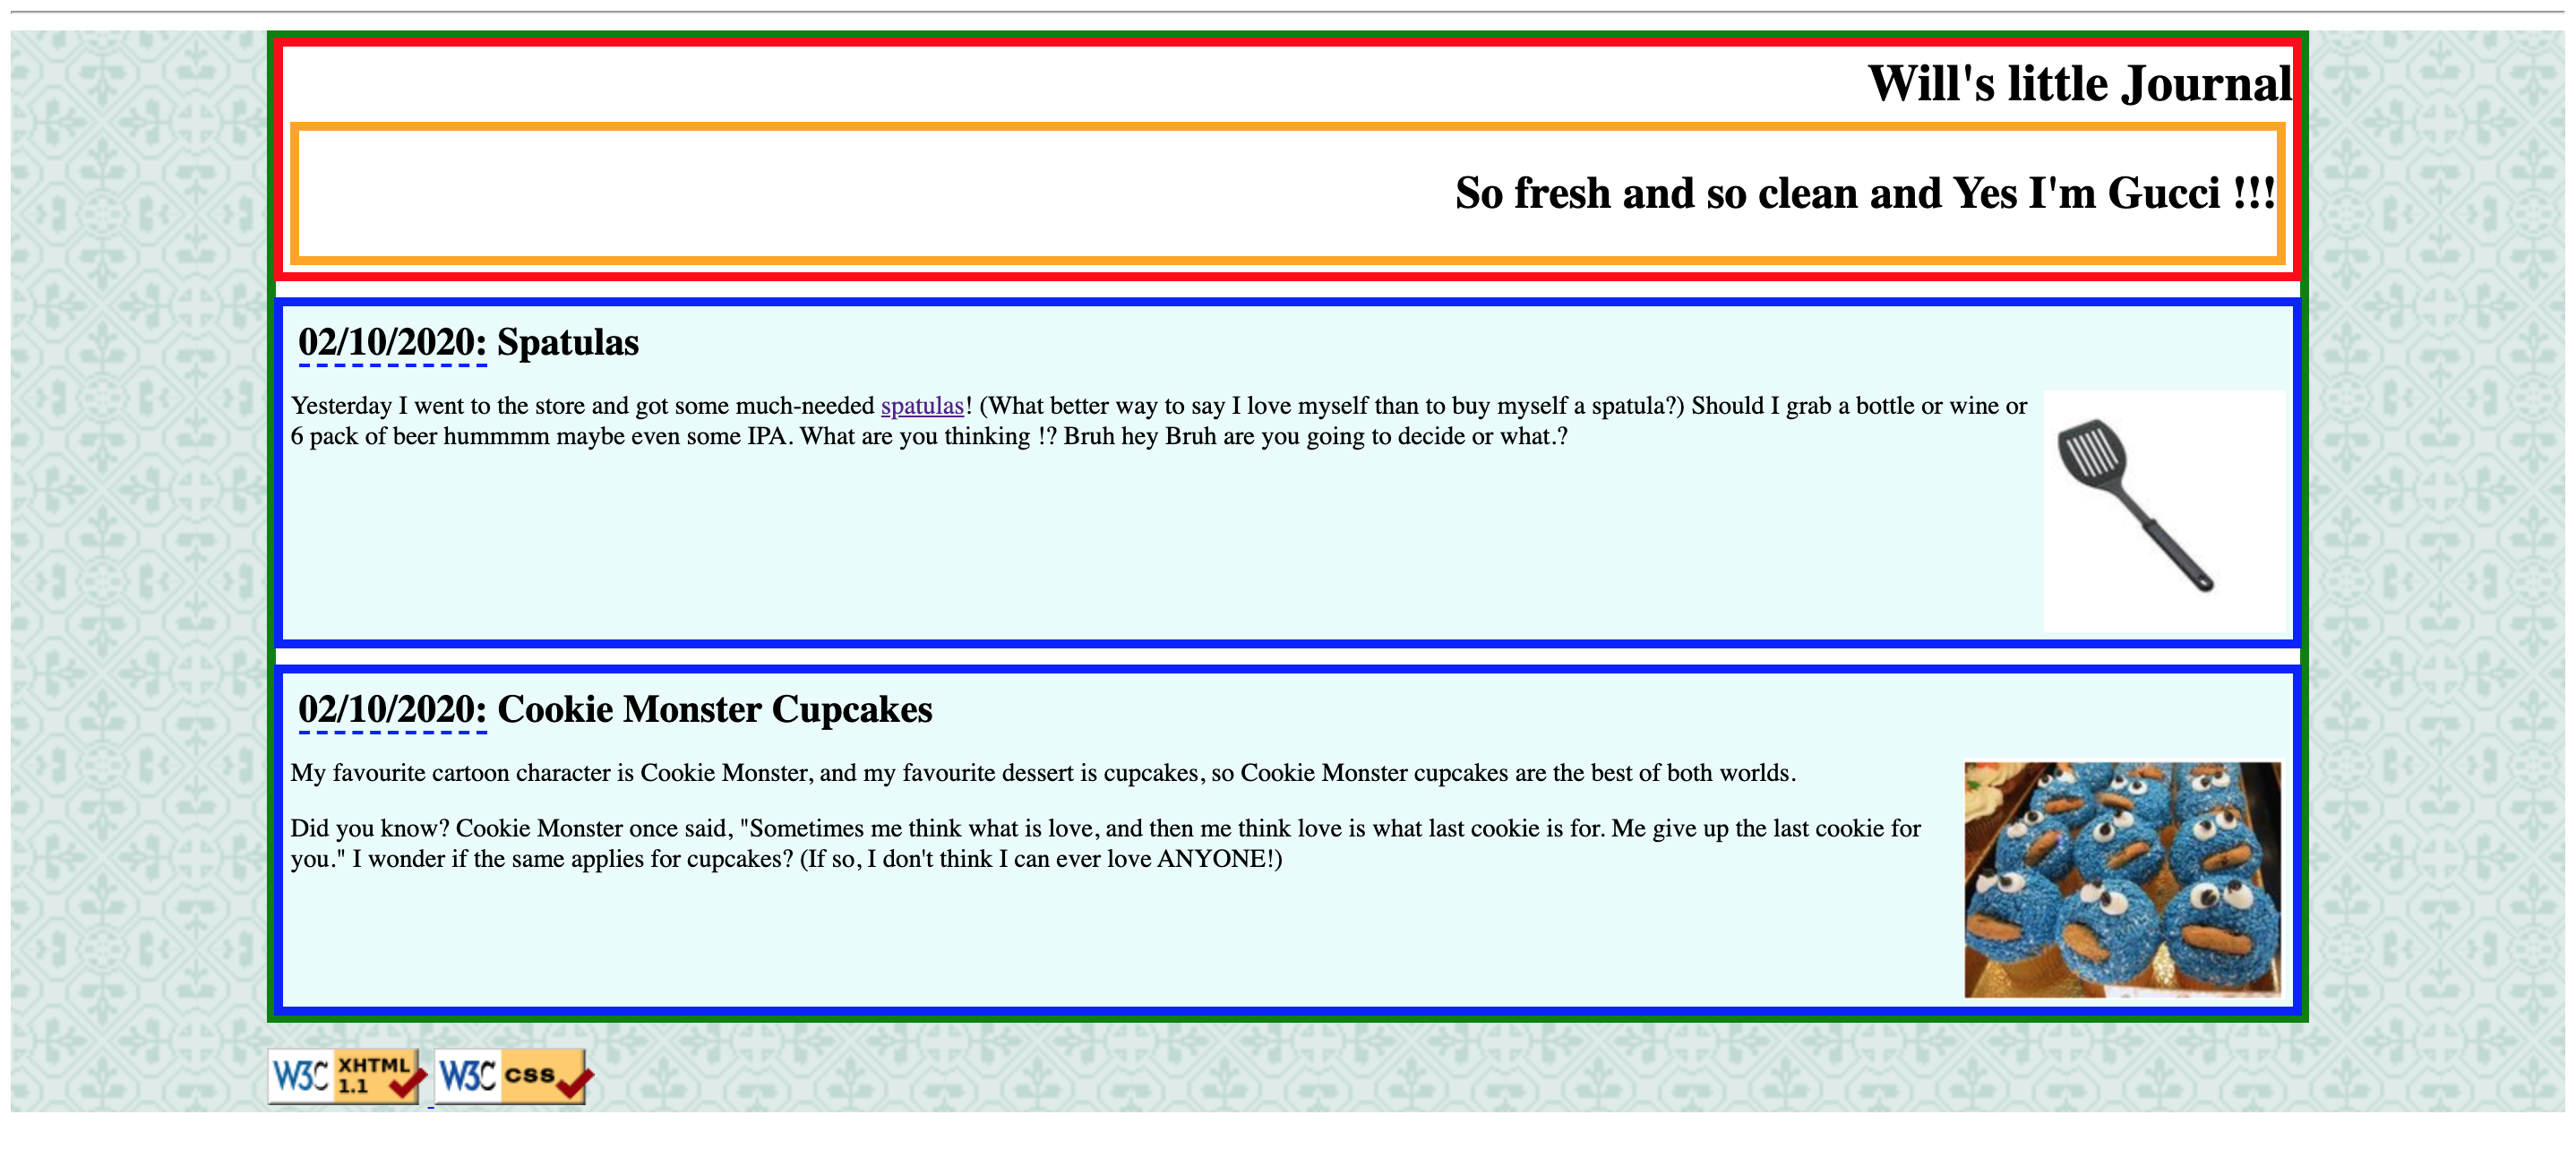 Will's little Journal
So fresh and so clean and Yes I'm Gucci !!!
02/10/2020: Spatulas
Yesterday I went to the store and got some much-needed spatulas! (What better way to say I love myself than to buy myself a spatula?) Should I grab a bottle or wine or
6 pack of beer hummmm maybe even some IPA. What are you thinking !? Bruh hey Bruh are you going to decide or what.?
02/10/2020: Cookie Monster Cupcakes
My favourite cartoon character is Cookie Monster, and my favourite dessert is cupcakes, so Cookie Monster cupcakes are the best of both worlds.
Did you know? Cookie Monster once said, "Sometimes me think what is love, and then me think love is what last cookie is for. Me give up the last cookie for
you." I wonder if the same applies for cupcakes? (If so, I don't think I can ever love ANYONE!)
W3C XHTML 1.1 W3C css